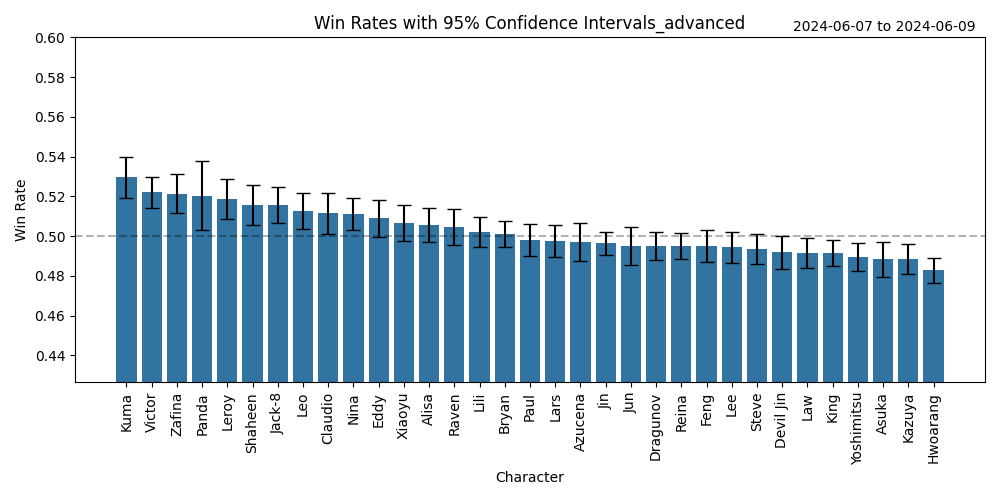 Win Rates with 95% Confidence Intervals_advanced
2024-06-07 to 2024-06-09
Win Rate
0.60
0.58
0.56
0.54
0.52
0.50
0.48
0.46
0.44
Kuma
Victor
Zafina
Panda
Leroy
Shaheen
Jack-8
Leo
Claudio
Nina
Eddy
Xiaoyu
Alisa
Raven
Lili
Bryan
Paul
Lars
Azucena
Jin
Jun
Dragunov
Reina
Feng
Lee
Steve
Devil Jin
Law
King
Yoshimitsu
Asuka
Kazuya
Hwoarang
Character